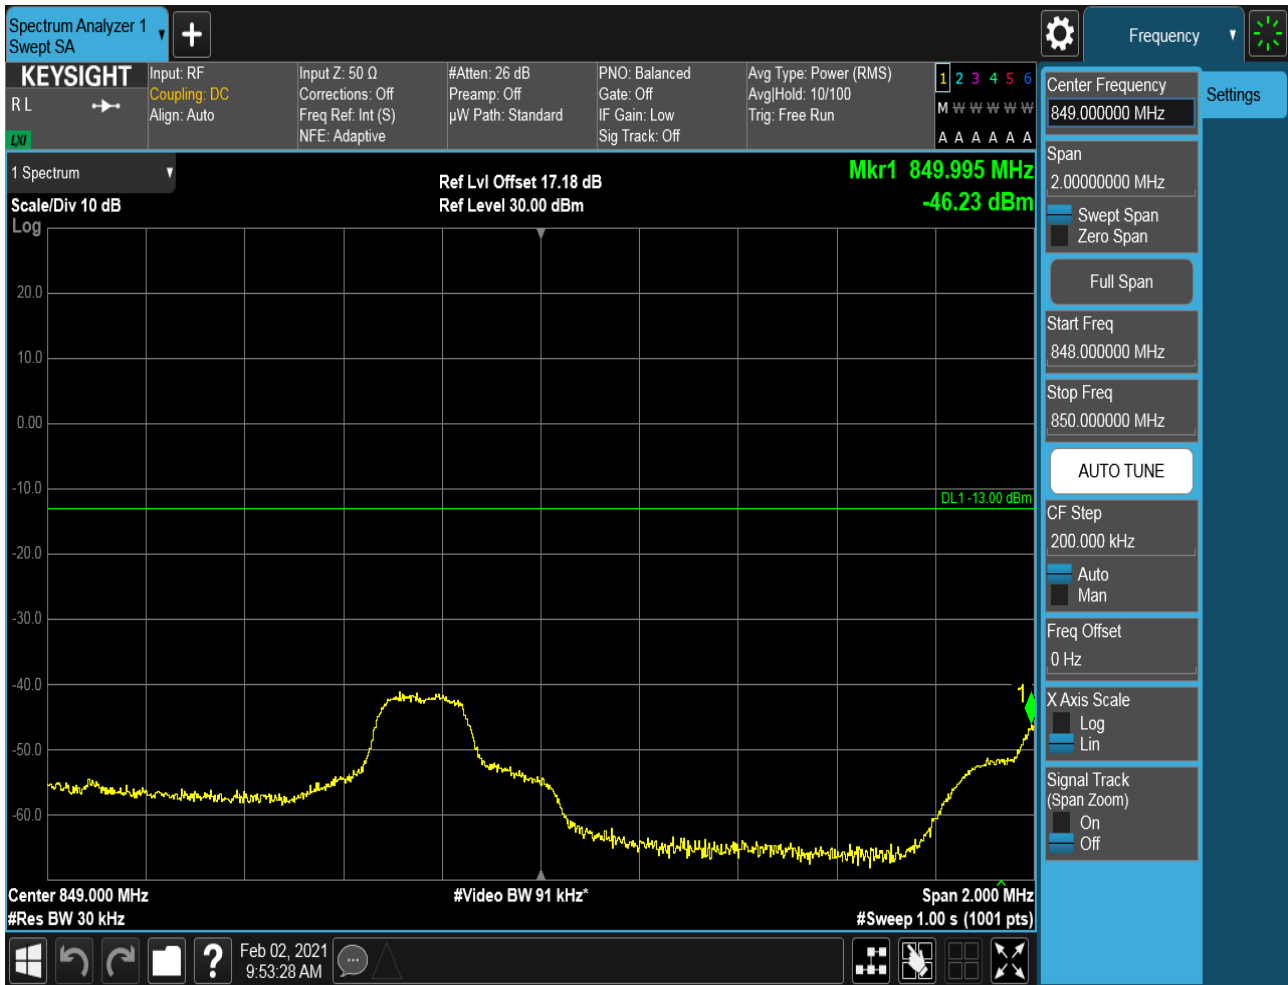 Spectrum Analyzer 1
Swept SA
+
Frequency
KEYSIGHT
R L
LXI
Input: RF
Coupling: DC
Align: Auto
Input Z: 50 Ω
Corrections: Off
Freq Ref: Int (S)
NFE: Adaptive
#Atten: 26 dB
Preamp: Off
µW Path: Standard
PNO: Balanced
Gate: Off
IF Gain: Low
Sig Track: Off
Avg Type: Power (RMS)
Avg|Hold: 10/100
Trig: Free Run
1 2 3 4 5 6
M W W W W W
A A A A A A
1 Spectrum
Scale/Div 10 dB
Log
Ref Lvl Offset 17.18 dB
Ref Level 30.00 dBm
Mkr1 849.995 MHz
-46.23 dBm
20.0
10.0
0.00
-10.0
DL1 -13.00 dBm
-20.0
-30.0
-40.0
1
-50.0
-60.0
Center 849.000 MHz
#Video BW 91 kHz*
Span 2.000 MHz
#Res BW 30 kHz
#Sweep 1.00 s (1001 pts)
Center Frequency
849.000000 MHz
Settings
Span
2.00000000 MHz
Swept Span
Zero Span
Full Span
Start Freq
848.000000 MHz
Stop Freq
850.000000 MHz
AUTO TUNE
CF Step
200.000 kHz
Auto
Man
Freq Offset
0 Hz
X Axis Scale
Log
Lin
Signal Track
(Span Zoom)
On
Off
?
Feb 02, 2021
9:53:28 AM